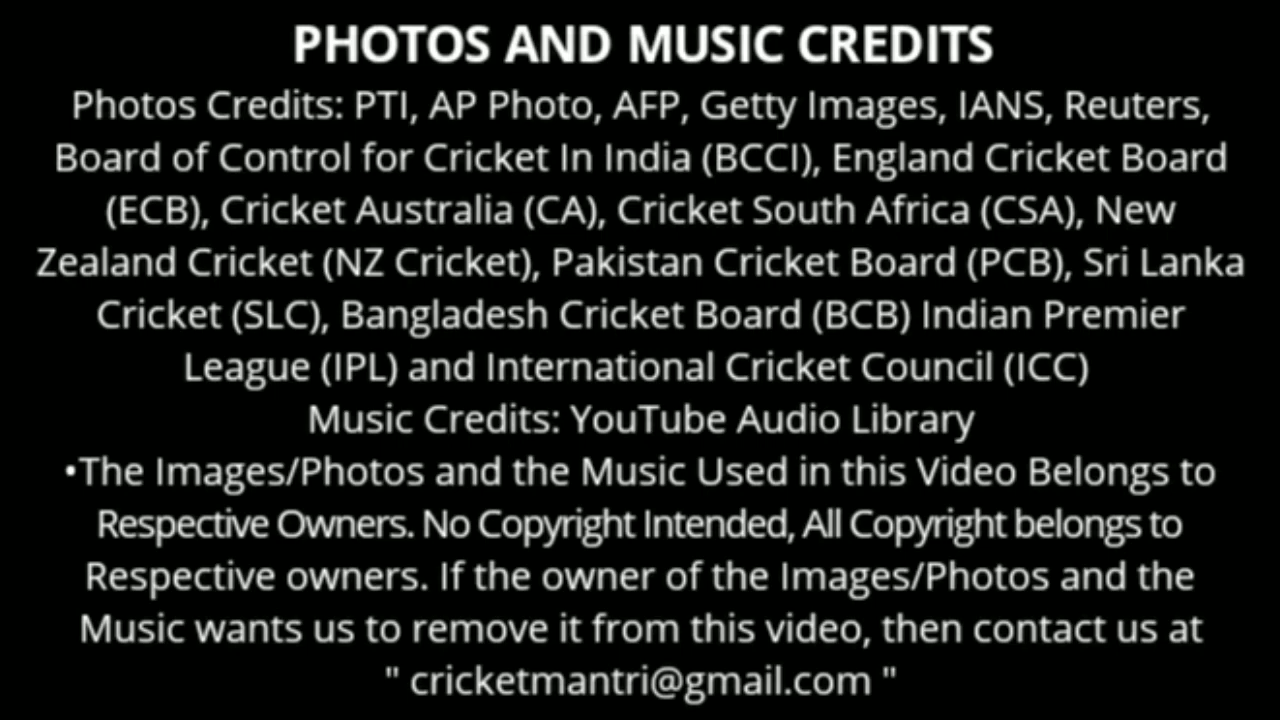 PHOTOS AND MUSIC CREDITS
Photos Credits: PTI, AP Photo, AFP, Getty Images, IANS, Reuters,
Board of Control for Cricket In India (BCCI), England Cricket Board
(ECB), Cricket Australia (CA), Cricket South Africa (CSA), New
Zealand Cricket (NZ Cricket), Pakistan Cricket Board (PCB), Sri Lanka
Cricket (SLC), Bangladesh Cricket Board (BCB) Indian Premier
League (IPL) and International Cricket Council (ICC)
Music Credits: YouTube Audio Library
•The Images/Photos and the Music Used in this Video Belongs to
Respective Owners. No Copyright Intended, All Copyright belongs to
Respective owners. If the owner of the Images/Photos and the
Music wants us to remove it from this video, then contact us at
" cricketmantri@gmail.com "